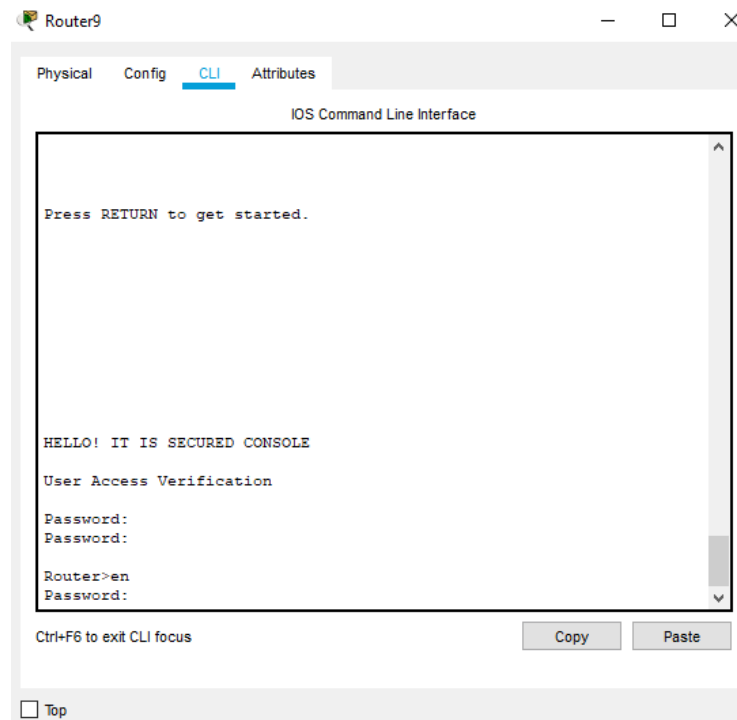 Router9
Physical Config CLI Attributes
IOS Command Line Interface
Press RETURN to get started.
HELLO! IT IS SECURED CONSOLE
User Access Verification
Password:
Password:
Router>en
Password:
Ctrl+F6 to exit CLI focus
Copy Paste
Top